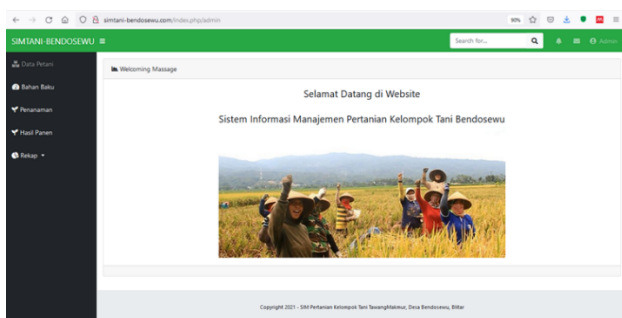 simtani-bendosewu.com/index.php/admin
90%
SIMTANI-BENDOSEWU
Search for...
Admin
Data Petani
Bahan Baku
Penanaman
Hasil Panen
Rekap
Welcoming Massage
Selamat Datang di Website
Sistem Informasi Manajemen Pertanian Kelompok Tani Bendosewu
Copyright 2021 - SIM Pertanian Kelompok Tani TawangMakmur, Desa Bendosewu, Blitar